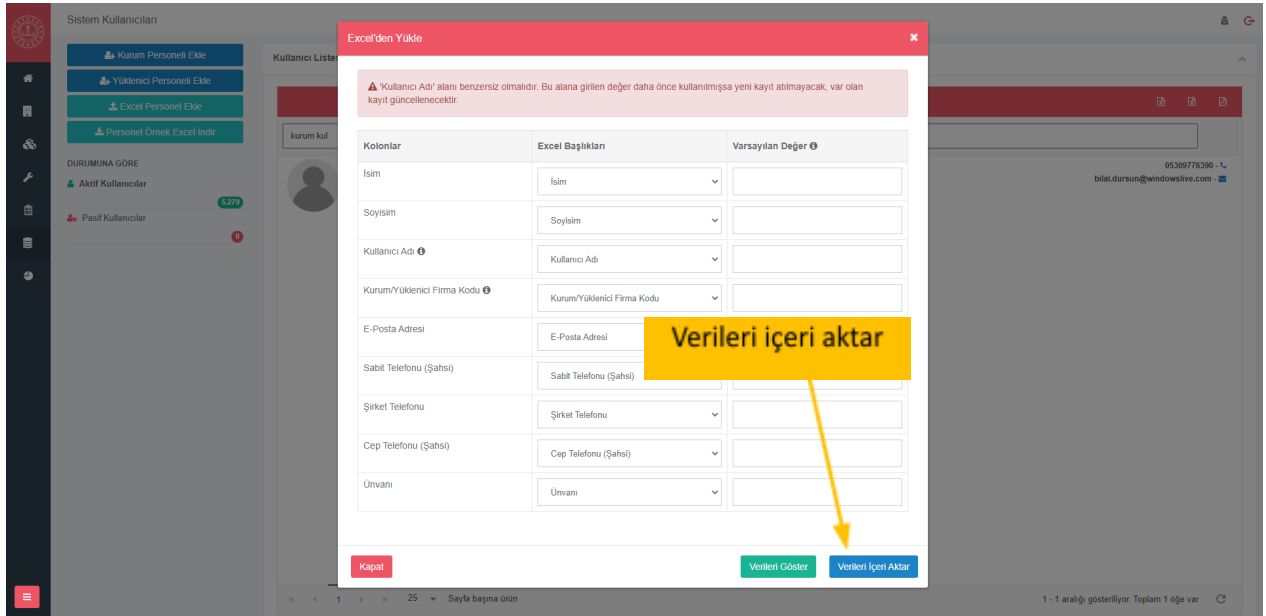 Sistem Kullanıcıları
Kurum Personeli Ekle
Yüklenici Personeli Ekle
Excel Personel Ekle
Personel Örnek Excel İndir
DURUMUNA GÖRE
Aktif Kullanıcılar
5.279
Pasif Kullanıcılar
0
Kullanıcı Listes
kurum kul
05309776390 -
bilal.dursun@windowslive.com -
Excel'den Yükle
'Kullanıcı Adı' alanı benzersiz olmalıdır. Bu alana girilen değer daha önce kullanılmışsa yeni kayıt atılmayacak, var olan
kayıt güncellenecektir.
Kolonlar Excel Başlıkları Varsayılan Değer
İsim İsim
Soyisim Soyisim
Kullanıcı Adı Kullanıcı Adı
Kurum/Yüklenici Firma Kodu Kurum/Yüklenici Firma Kodu
E-Posta Adresi E-Posta Adresi
Verileri içeri aktar
Sabit Telefonu (Şahsi) Sabit Telefonu (Şahsi)
Şirket Telefonu Şirket Telefonu
Cep Telefonu (Şahsi) Cep Telefonu (Şahsi)
Ünvanı Ünvanı
Kapat Verileri Göster Verileri İçeri Aktar
1 25 Sayfa başına ürün 1 - 1 aralığı gösteriliyor. Toplam 1 öğe var